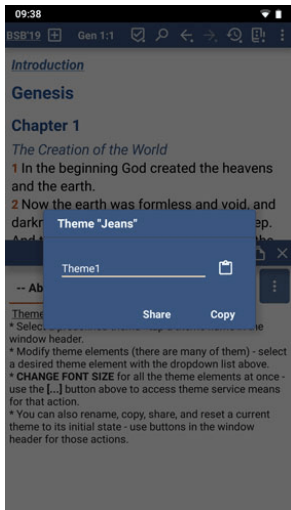 09:38
BSB'19 Gen 1:1
Introduction
Genesis
Chapter 1
The Creation of the World
1 In the beginning God created the heavens
and the earth.
2 Now the earth was formless and void, and
Theme "Jeans"
Theme1
Share Copy
-- Ab
Theme
window header.
* Modify theme elements (there are many of them) - select
a desired theme element with the dropdown list above.
* CHANGE FONT SIZE for all the theme elements at once -
use the [...] button above to access theme service means
for that action.
* You can also rename, copy, share, and reset a current
theme to its initial state - use buttons in the window
header for those actions.